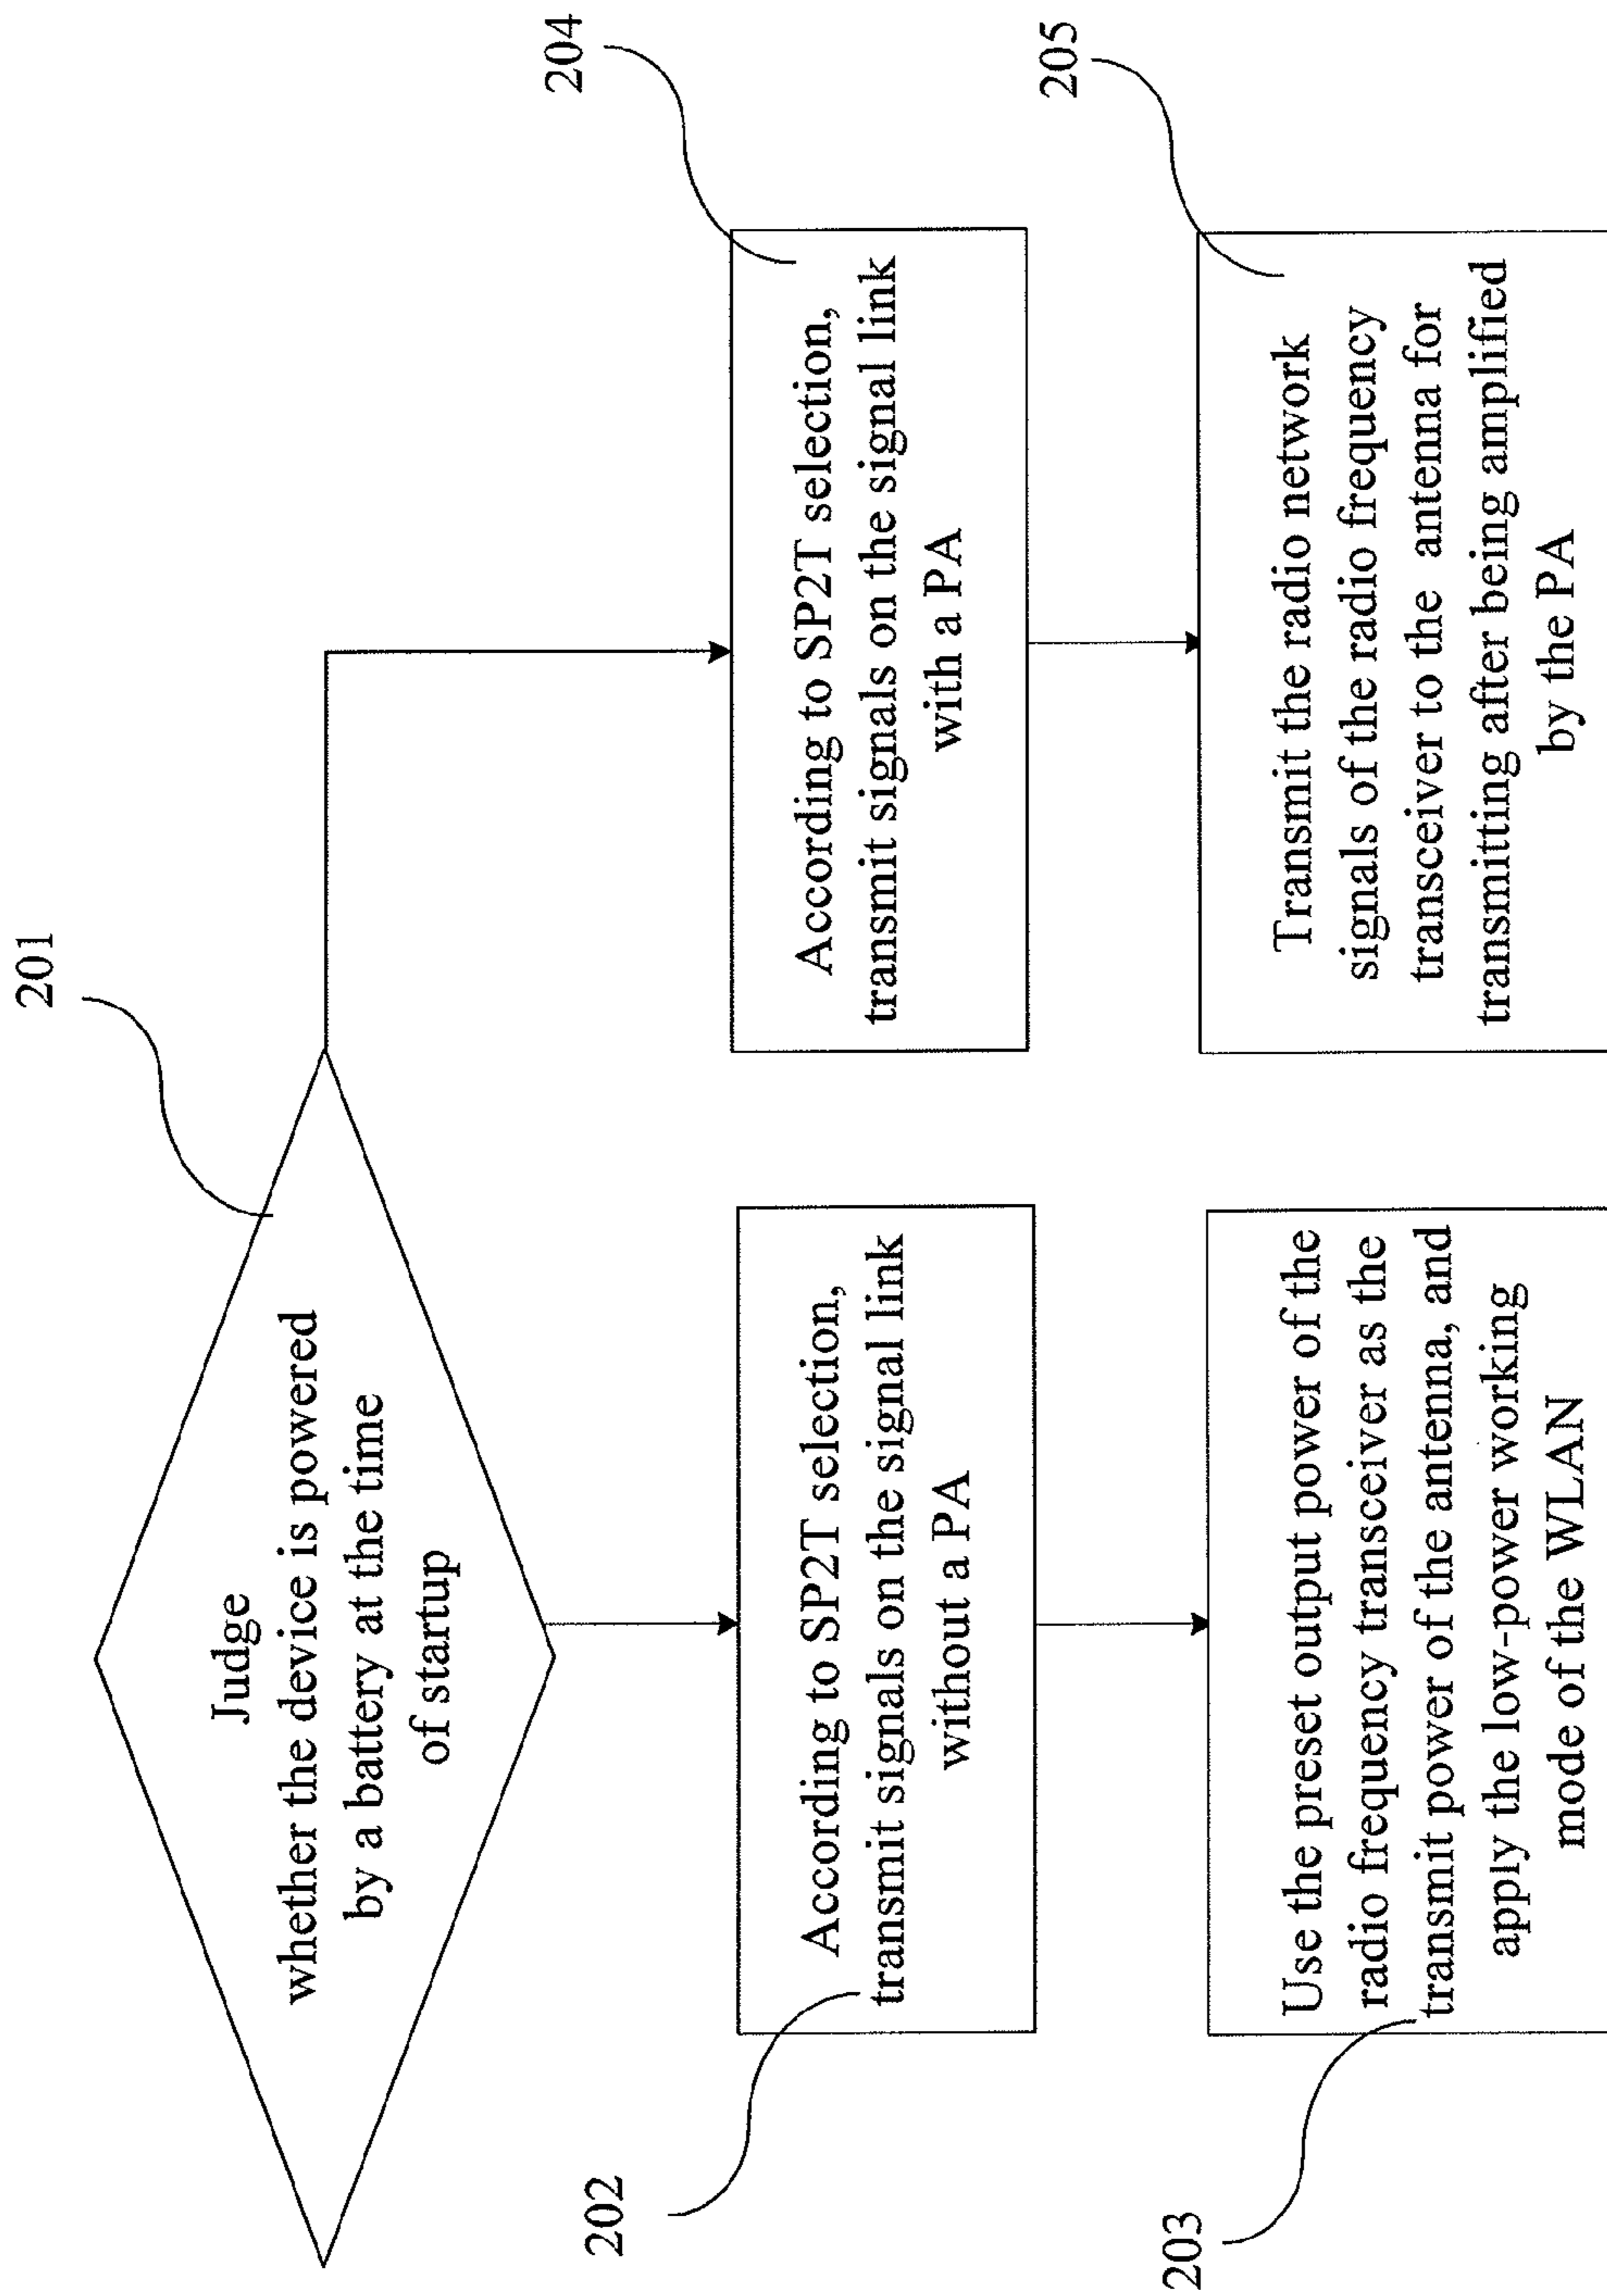 201
Judge
whether the device is powered
by a battery at the time
of startup
202
According to SP2T selection,
transmit signals on the signal link
without a PA
204
According to SP2T selection,
transmit signals on the signal link
with a PA
203
Use the preset output power of the
radio frequency transceiver as the
transmit power of the antenna, and
apply the low-power working
mode of the WLAN
205
Transmit the radio network
signals of the radio frequency
transceiver to the antenna for
transmitting after being amplified
by the PA